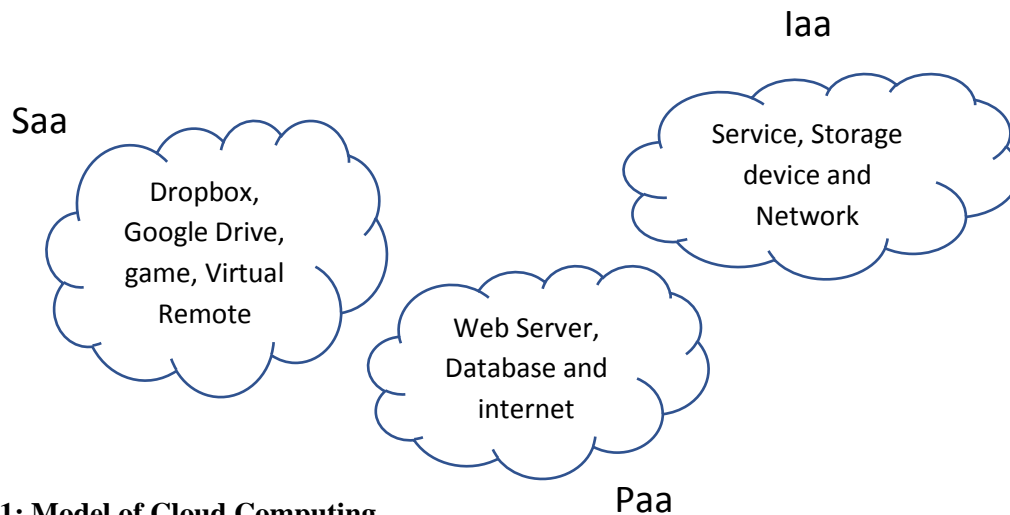 Iaa
Saa
Service, Storage
device and
Network
Dropbox,
Google Drive,
game, Virtual
Remote
Web Server,
Database and
internet
Paa
1: Model of Cloud Computing